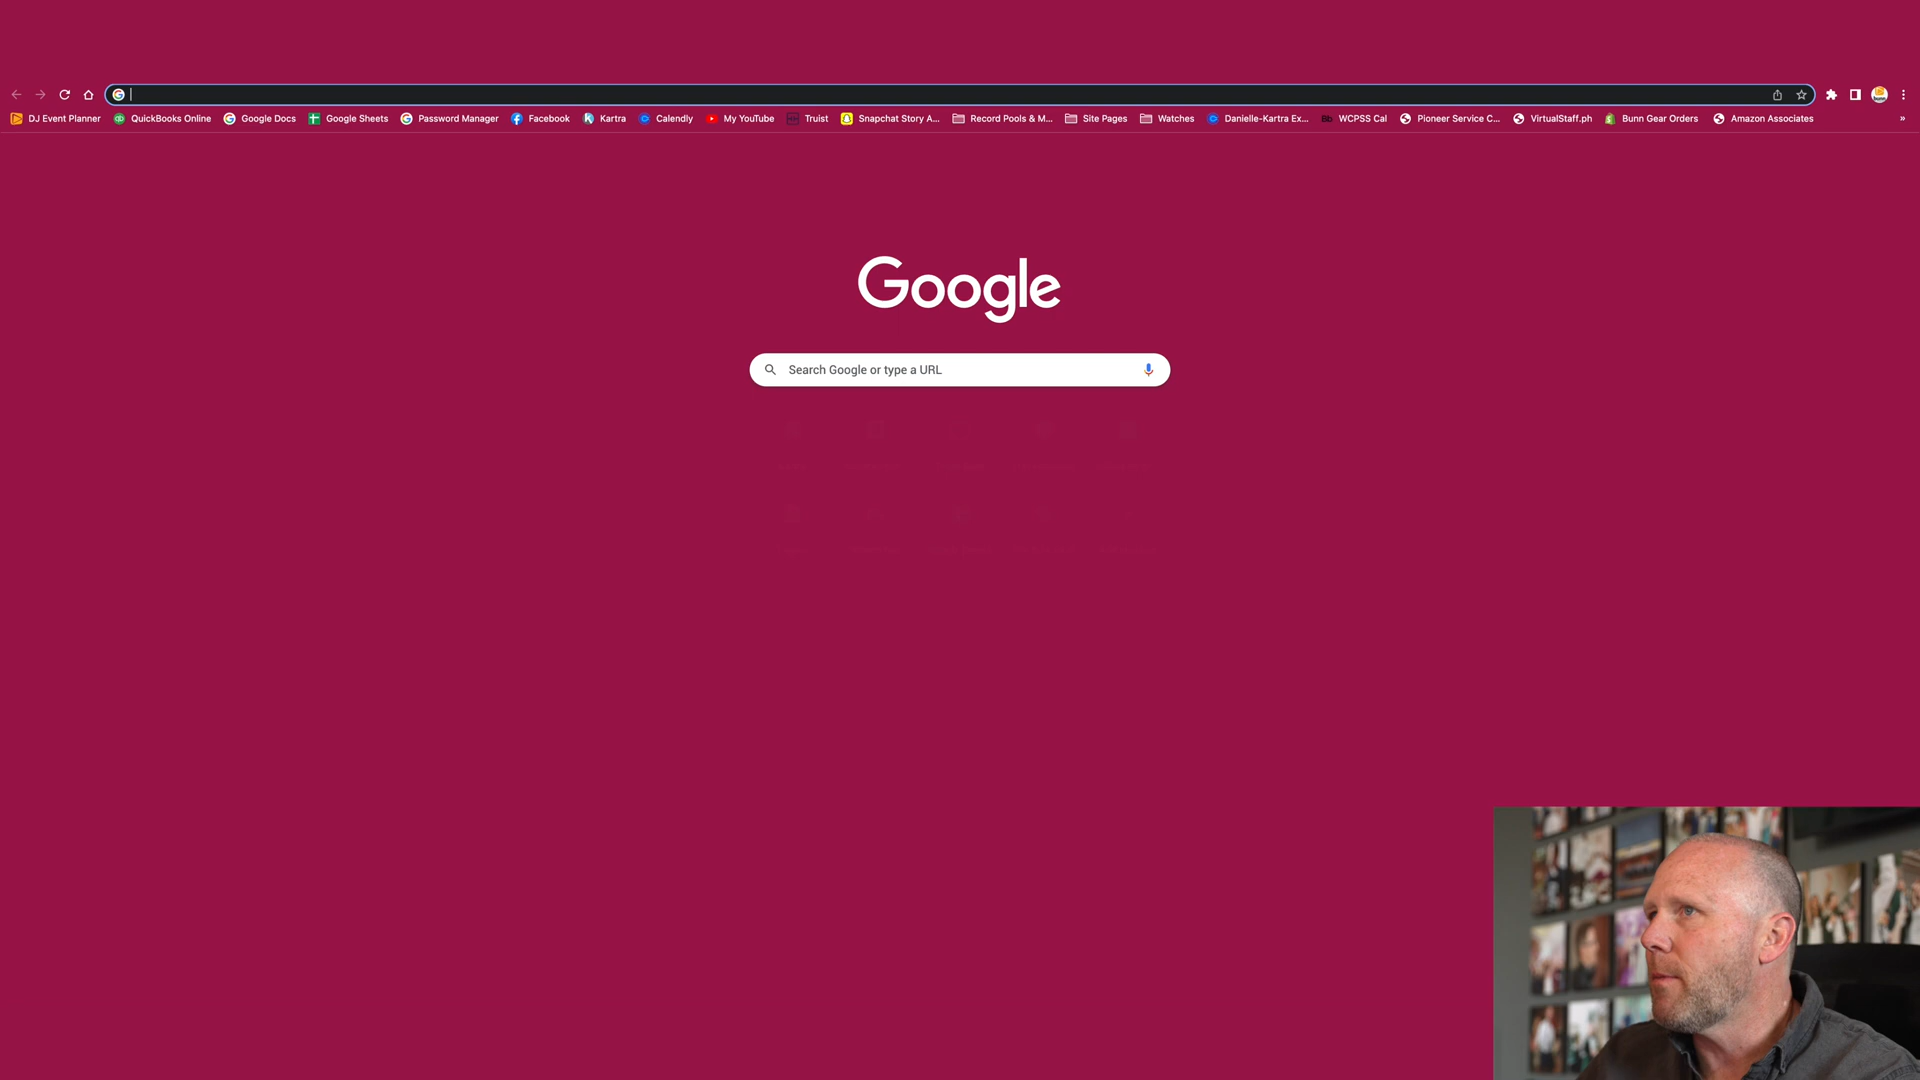 DJ Event Planner QuickBooks Online Google Docs Google Sheets Password Manager Facebook Kartra Calendly My YouTube Truist Snapchat Story A... Record Pools & M... Site Pages Watches Danielle-Kartra Ex... Bb WCPSS Cal Pioneer Service C... VirtualStaff.ph Bunn Gear Orders Amazon Associates »
Google
Search Google or type a URL